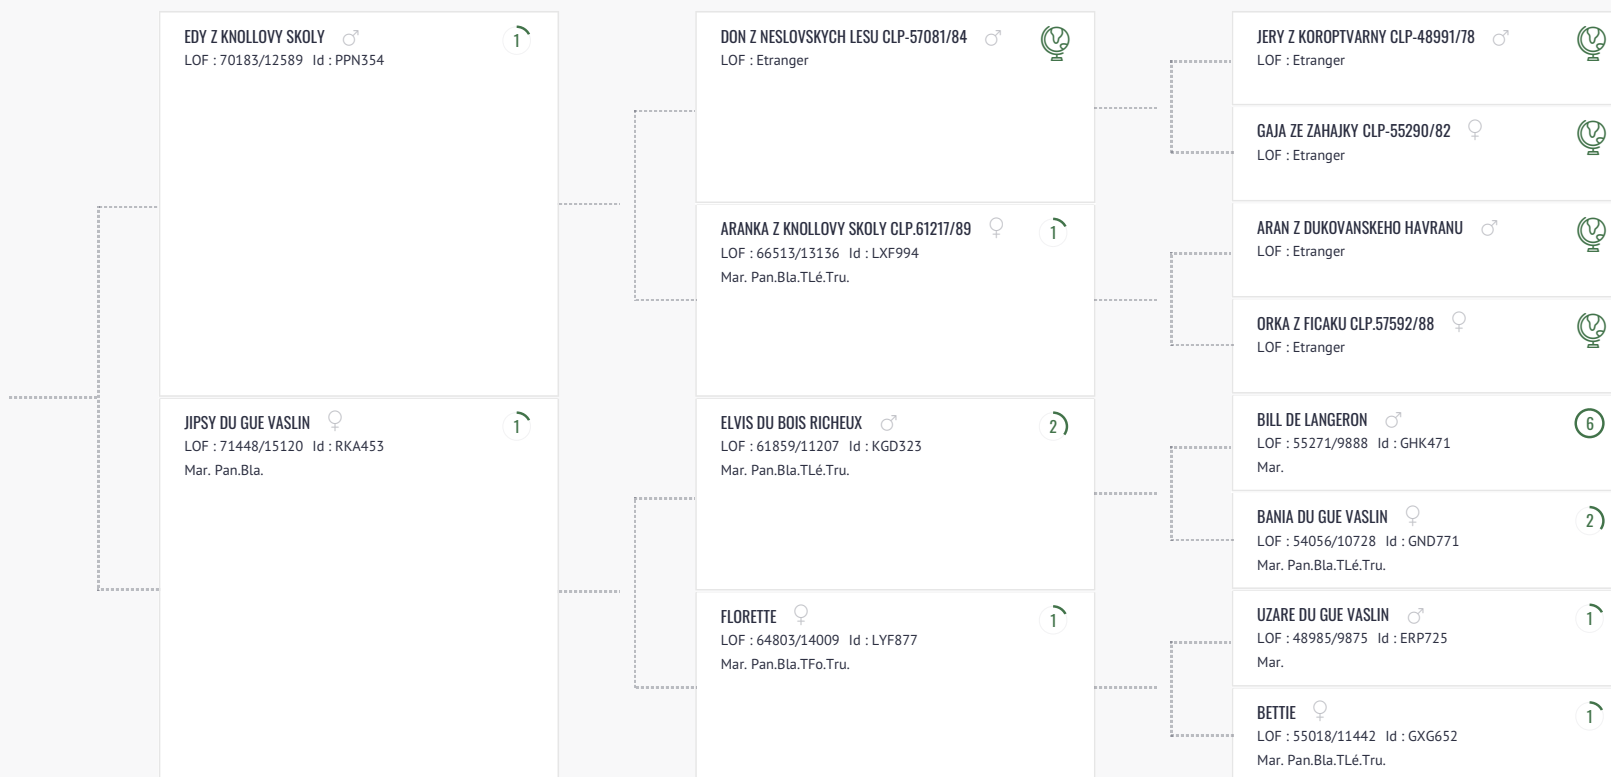 EDY Z KNOLLOVY SKOLY
1
LOF : 70183/12589 Id : PPN354
JIPSY DU GUE VASLIN
1
LOF : 71448/15120 Id : RKA453
Mar. Pan.Bla.
DON Z NESLOVSKYCH LESU CLP-57081/84
LOF : Etranger
ARANKA Z KNOLLOVY SKOLY CLP.61217/89
1
LOF : 66513/13136 Id : LXF994
Mar. Pan.Bla.TLé.Tru.
ELVIS DU BOIS RICHEUX
2
LOF : 61859/11207 Id : KGD323
Mar. Pan.Bla.TLé.Tru.
FLORETTE
1
LOF : 64803/14009 Id : LYF877
Mar. Pan.Bla.TFo.Tru.
JERY Z KOROPTVARNY CLP-48991/78
LOF : Etranger
GAJA ZE ZAHAJKY CLP-55290/82
LOF : Etranger
ARAN Z DUKOVANSKEHO HAVRANU
LOF : Etranger
ORKA Z FICAKU CLP.57592/88
LOF : Etranger
BILL DE LANGERON
6
LOF : 55271/9888 Id : GHK471
Mar.
BANIA DU GUE VASLIN
2
LOF : 54056/10728 Id : GND771
Mar. Pan.Bla.TLé.Tru.
UZARE DU GUE VASLIN
1
LOF : 48985/9875 Id : ERP725
Mar.
BETTIE
1
LOF : 55018/11442 Id : GXG652
Mar. Pan.Bla.TLé.Tru.